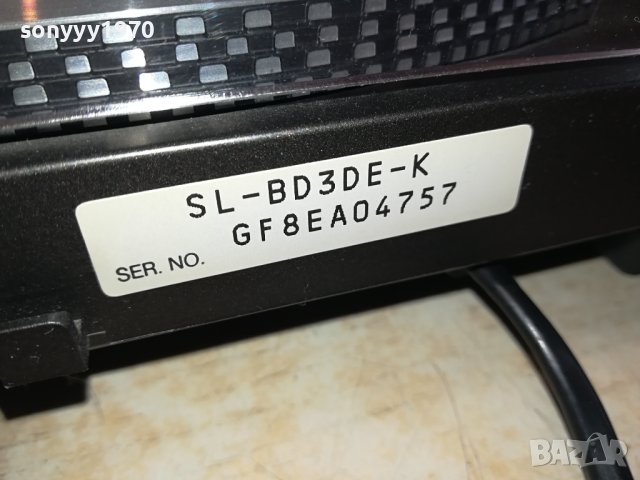 sonyyy1970
SL-BD3DE-K
GF8EA04757
SER. NO.
BAZAR